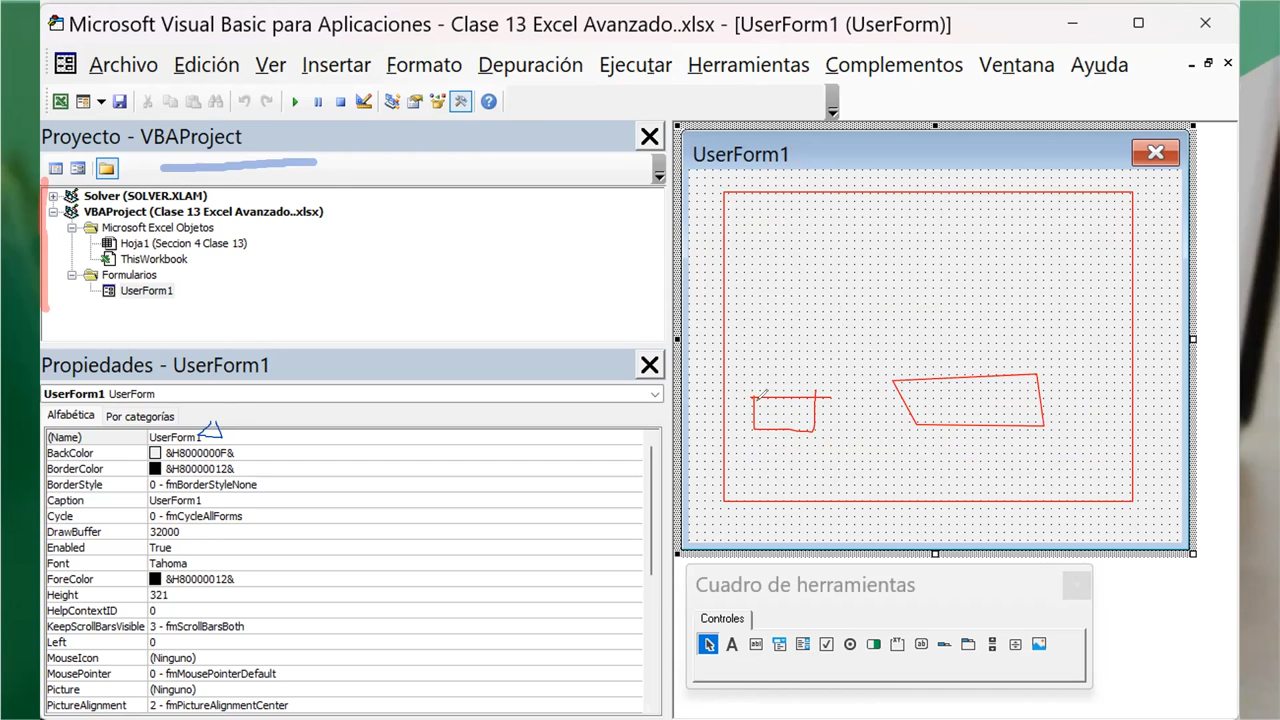 Microsoft Visual Basic para Aplicaciones - Clase 13 Excel Avanzado..xlsx - [UserForm1 (UserForm)]
Archivo Edición Ver Insertar Formato Depuración Ejecutar Herramientas Complementos Ventana Ayuda
Proyecto - VBAProject
Solver (SOLVER.XLAM)
VBAProject (Clase 13 Excel Avanzado..xlsx)
Microsoft Excel Objetos
Hoja1 (Seccion 4 Clase 13)
ThisWorkbook
Formularios
UserForm1
Propiedades - UserForm1
UserForm1 UserForm
Alfabética Por categorías
(Name) UserForm1
BackColor &H8000000F&
BorderColor &H80000012&
BorderStyle 0 - fmBorderStyleNone
Caption UserForm1
Cycle 0 - fmCycleAllForms
DrawBuffer 32000
Enabled True
Font Tahoma
ForeColor &H80000012&
Height 321
HelpContextID 0
KeepScrollBarsVisible 3 - fmScrollBarsBoth
Left 0
MouseIcon (Ninguno)
MousePointer 0 - fmMousePointerDefault
Picture (Ninguno)
PictureAlignment 2 - fmPictureAlignmentCenter
UserForm1
Cuadro de herramientas
Controles
A